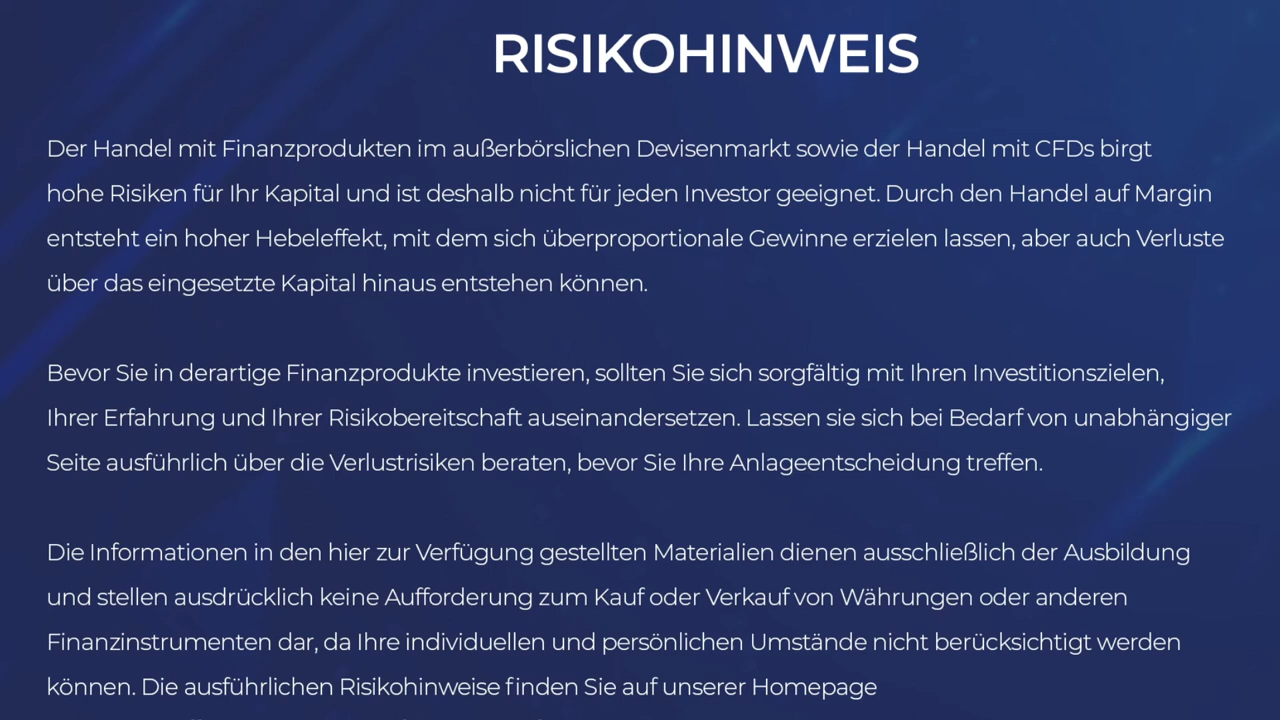 RISIKOHINWEIS
Der Handel mit Finanzprodukten im außerbörslichen Devisenmarkt sowie der Handel mit CFDs birgt
hohe Risiken für Ihr Kapital und ist deshalb nicht für jeden Investor geeignet. Durch den Handel auf Margin
entsteht ein hoher Hebeleffekt, mit dem sich überproportionale Gewinne erzielen lassen, aber auch Verluste
über das eingesetzte Kapital hinaus entstehen können.
Bevor Sie in derartige Finanzprodukte investieren, sollten Sie sich sorgfältig mit Ihren Investitionszielen,
Ihrer Erfahrung und Ihrer Risikobereitschaft auseinandersetzen. Lassen sie sich bei Bedarf von unabhängiger
Seite ausführlich über die Verlustrisiken beraten, bevor Sie Ihre Anlageentscheidung treffen.
Die Informationen in den hier zur Verfügung gestellten Materialien dienen ausschließlich der Ausbildung
und stellen ausdrücklich keine Aufforderung zum Kauf oder Verkauf von Währungen oder anderen
Finanzinstrumenten dar, da Ihre individuellen und persönlichen Umstände nicht berücksichtigt werden
können. Die ausführlichen Risikohinweise finden Sie auf unserer Homepage